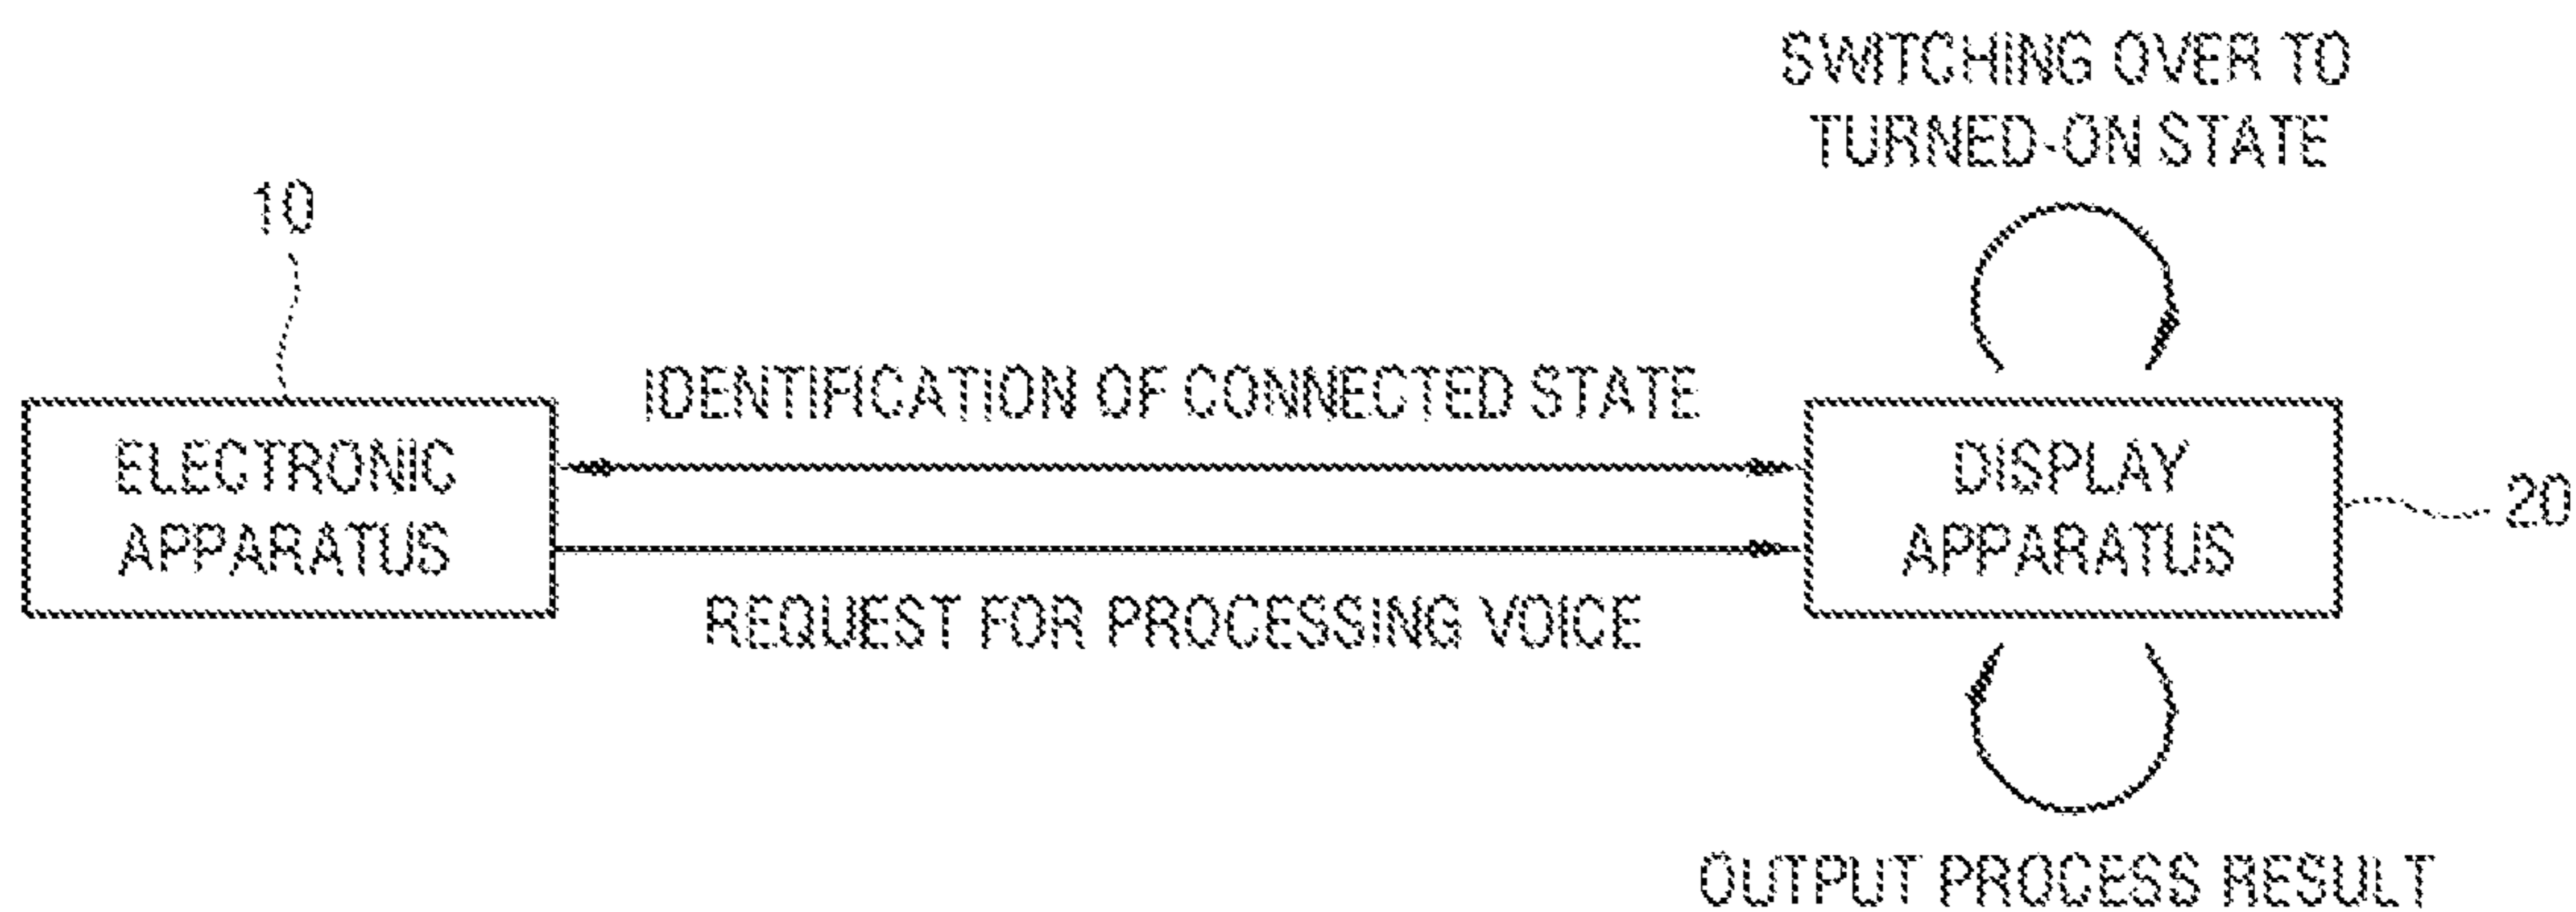 SWITCHING OVER TO
TURNED-ON STATE
10
IDENTIFICATION OF CONNECTED STATE
ELECTRONIC
APPARATUS
DISPLAY
APPARATUS
20
REQUEST FOR PROCESSING VOICE
OUTPUT PROCESS RESULT